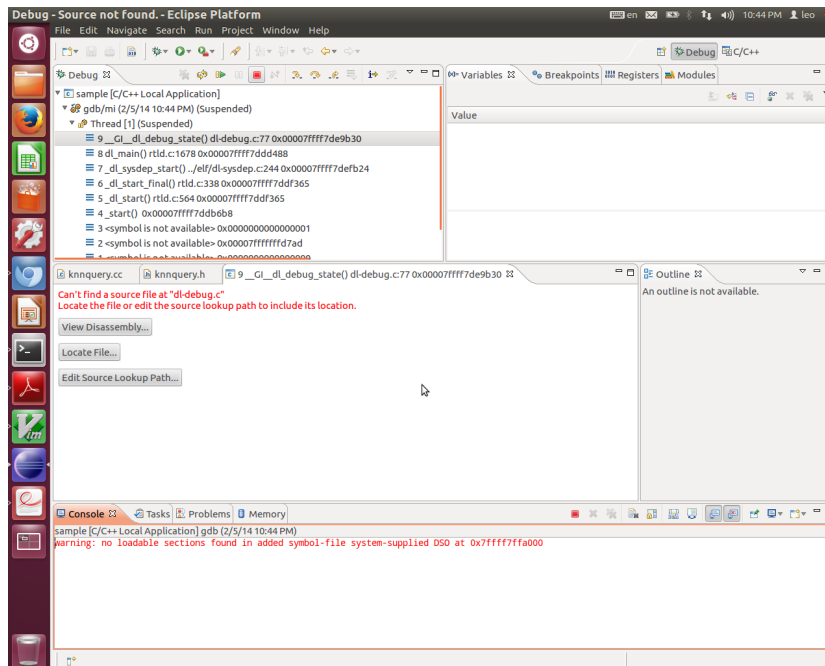 Debug - Source not found. - Eclipse Platform
en
10:44 PM
leo
File Edit Navigate Search Run Project Window Help
Debug
C/C++
Debug
Variables
Breakpoints
Registers
Modules
sample [C/C++ Local Application]
gdb/mi (2/5/14 10:44 PM) (Suspended)
Thread [1] (Suspended)
9 __GI__dl_debug_state() dl-debug.c:77 0x00007ffff7de9b30
8 dl_main() rtld.c:1678 0x00007ffff7ddd488
7 _dl_sysdep_start() ../elf/dl-sysdep.c:244 0x00007ffff7defb24
6 _dl_start_final() rtld.c:338 0x00007ffff7ddf365
5 _dl_start() rtld.c:564 0x00007ffff7ddf365
4 _start() 0x00007ffff7ddb6b8
3 <symbol is not available> 0x0000000000000001
2 <symbol is not available> 0x00007fffffffd7ad
1 <symbol is not available> 0x0000000000000009
Value
knnquery.cc
knnquery.h
9 __GI__dl_debug_state() dl-debug.c:77 0x00007ffff7de9b30
Outline
Can't find a source file at "dl-debug.c"
Locate the file or edit the source lookup path to include its location.
View Disassembly...
Locate File...
Edit Source Lookup Path...
An outline is not available.
Console
Tasks
Problems
Memory
sample [C/C++ Local Application] gdb (2/5/14 10:44 PM)
warning: no loadable sections found in added symbol-file system-supplied DSO at 0x7ffff7ffa000
Vim